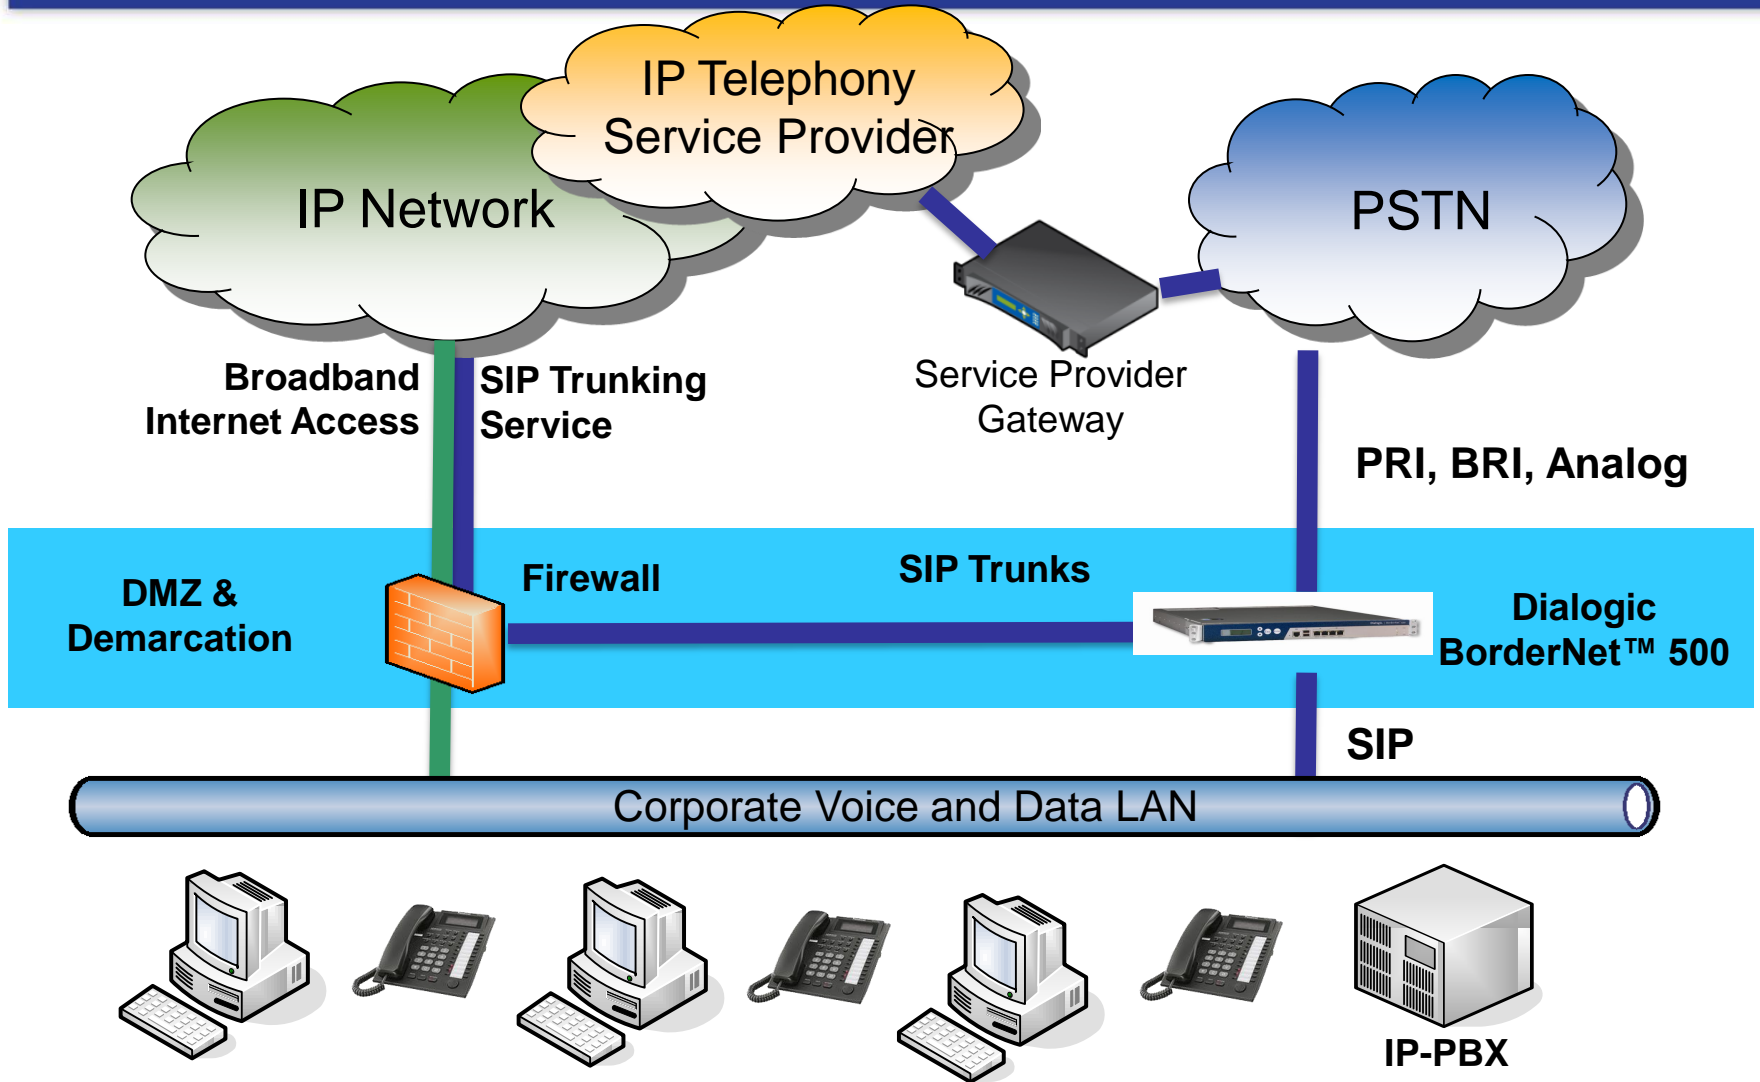 IP Telephony
Service Provider
IP Network
PSTN
Broadband
Internet Access
SIP Trunking
Service
Service Provider
Gateway
PRI, BRI, Analog
DMZ &
Demarcation
Firewall
SIP Trunks
Dialogic
BorderNet™ 500
SIP
Corporate Voice and Data LAN
IP-PBX